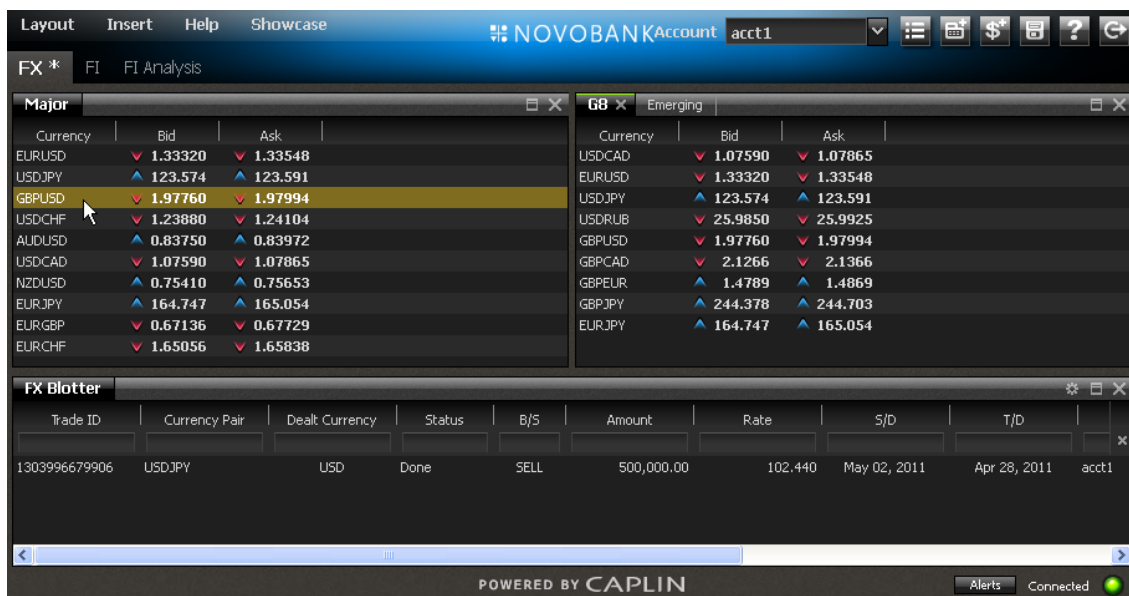 Layout Insert Help Showcase NOVOBANK Account acct1
FX * FI FI Analysis
Major
Currency Bid Ask
EURUSD 1.33320 1.33548
USDJPY 123.574 123.591
GBPUSD 1.97760 1.97994
USDCHF 1.23880 1.24104
AUDUSD 0.83750 0.83972
USDCAD 1.07590 1.07865
NZDUSD 0.75410 0.75653
EURJPY 164.747 165.054
EURGBP 0.67136 0.67729
EURCHF 1.65056 1.65838
G8 Emerging
Currency Bid Ask
USDCAD 1.07590 1.07865
EURUSD 1.33320 1.33548
USDJPY 123.574 123.591
USDRUB 25.9850 25.9925
GBPUSD 1.97760 1.97994
GBPCAD 2.1266 2.1366
GBPEUR 1.4789 1.4869
GBPJPY 244.378 244.703
EURJPY 164.747 165.054
FX Blotter
Trade ID Currency Pair Dealt Currency Status B/S Amount Rate S/D T/D
1303996679906 USDJPY USD Done SELL 500,000.00 102.440 May 02, 2011 Apr 28, 2011 acct1
POWERED BY CAPLIN Alerts Connected